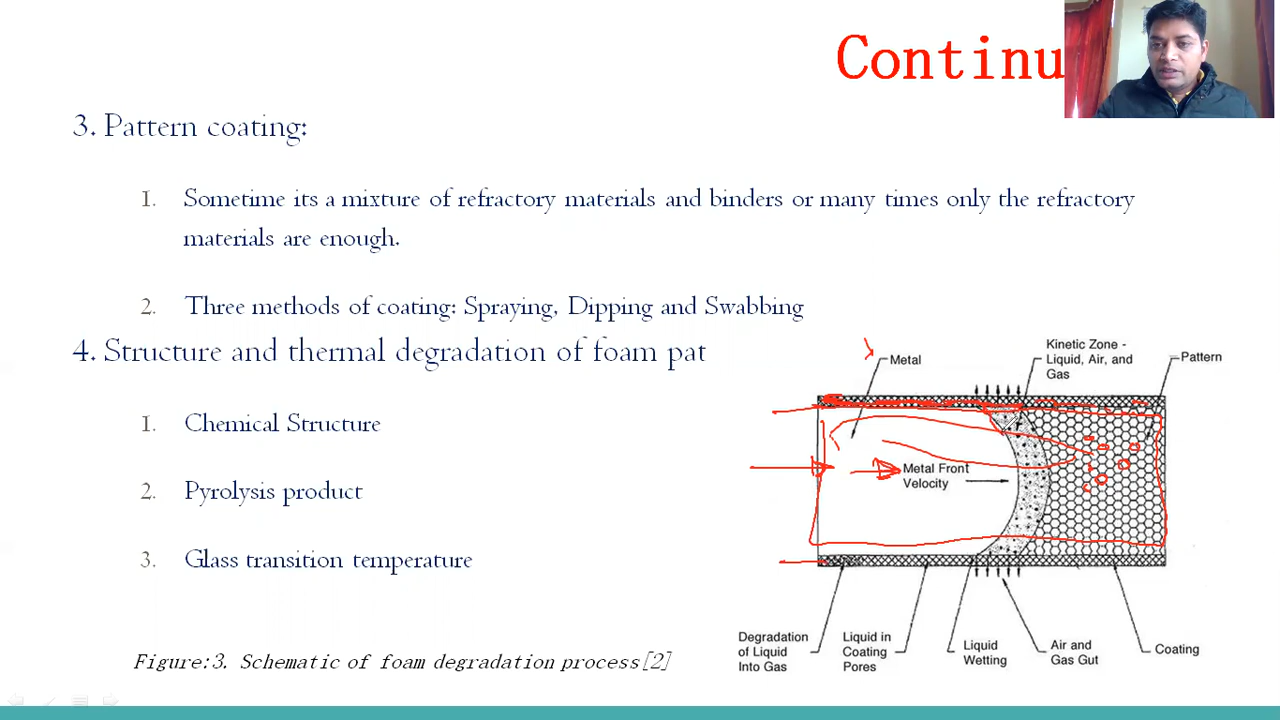 Continu
3. Pattern coating:
1. Sometime its a mixture of refractory materials and binders or many times only the refractory
materials are enough.
2. Three methods of coating: Spraying, Dipping and Swabbing
4. Structure and thermal degradation of foam pat
1. Chemical Structure
2. Pyrolysis product
3. Glass transition temperature
Metal
Kinetic Zone -
Liquid, Air, and
Gas
Pattern
Metal Front
Velocity
Degradation
of Liquid
Into Gas
Liquid in
Coating
Pores
Liquid
Wetting
Air and
Gas Gut
Coating
Figure:3. Schematic of foam degradation process[2]